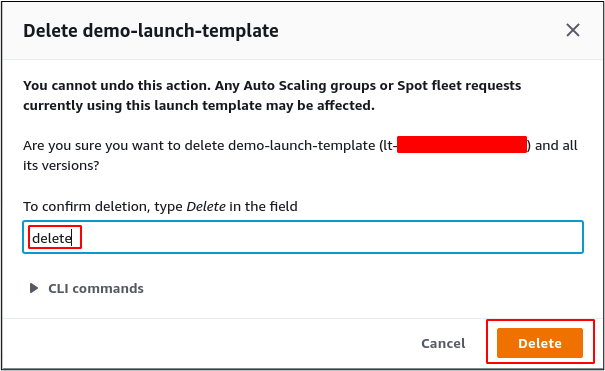 Delete demo-launch-template
You cannot undo this action. Any Auto Scaling groups or Spot fleet requests
currently using this launch template may be affected.
Are you sure you want to delete demo-launch-template (lt- ) and all
its versions?
To confirm deletion, type Delete in the field
delete
CLI commands
Cancel Delete